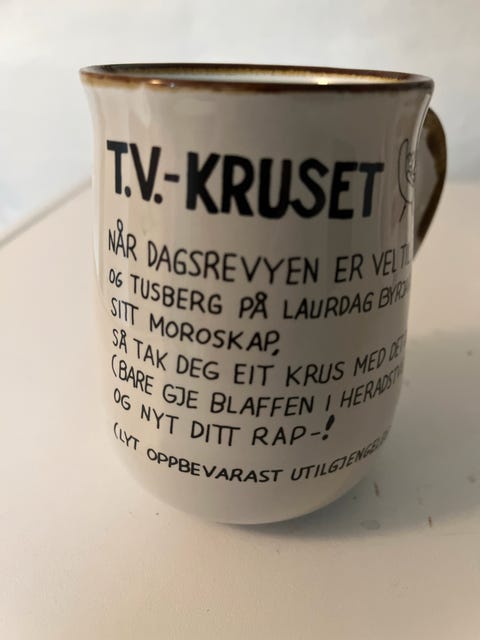 T.V.-KRUSET
NÅR DAGSREVYEN ER VEL
OG TUSBERG PÅ LAURDAG
SITT MOROSKAP,
SÅ TAK DEG EIT KRUS MED
(BARE GJE BLAFFEN I
OG NYT DITT RAP-!
(LYT OPPBEVARAST